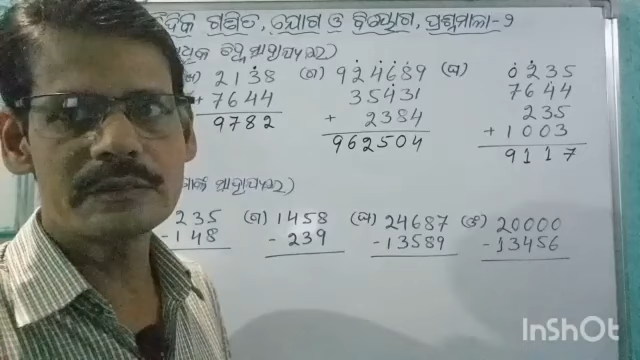 ବୈଦିକ ଗଣିତ, ଯୋଗ ଓ ବିୟୋଗ, ପ୍ରଶ୍ନମାଳା-୨
2138 (ଗ) 924689 (ଘ) 0235
+ 7644 35431 7644
9782 + 2384 235
962504 + 1003
9117
235 (ଗ) 1458 (ଘ) 24687 (ଙ) 20000
-148 - 239 -13589 -13456
InShOt